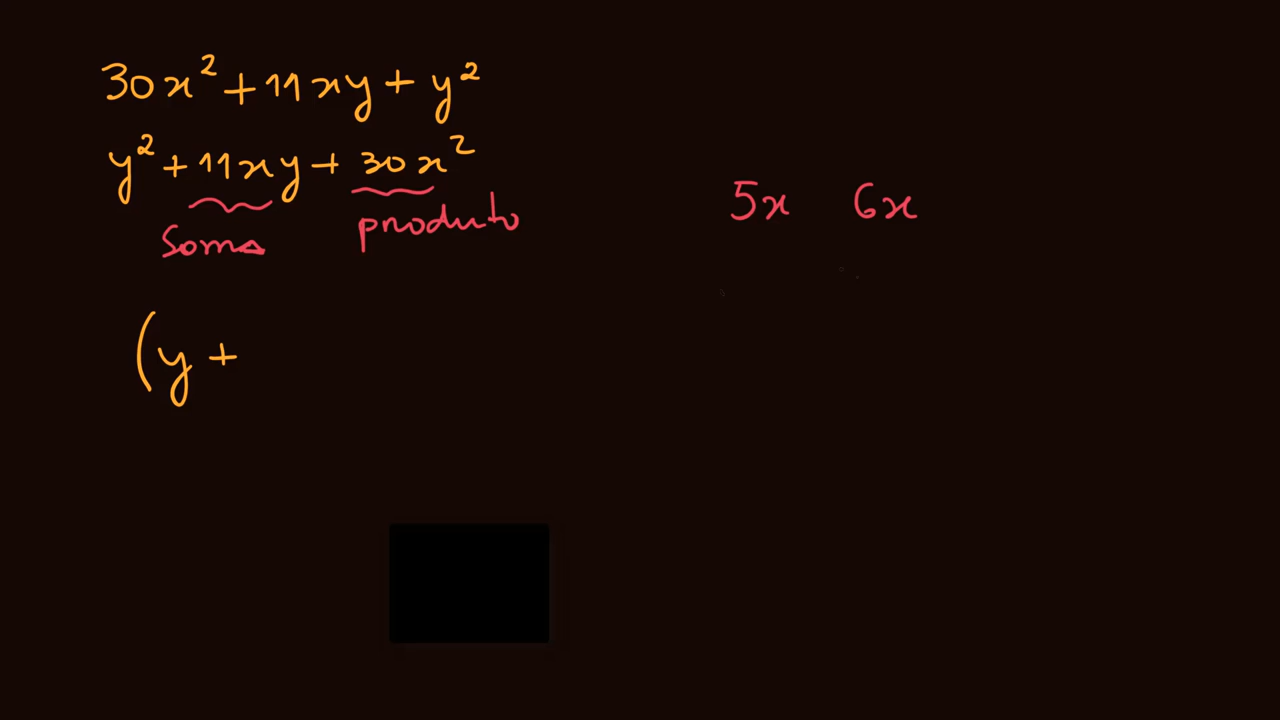 30x² + 11xy + y²
y² + 11xy + 30x²
Soma produto
5x 6x
(y +